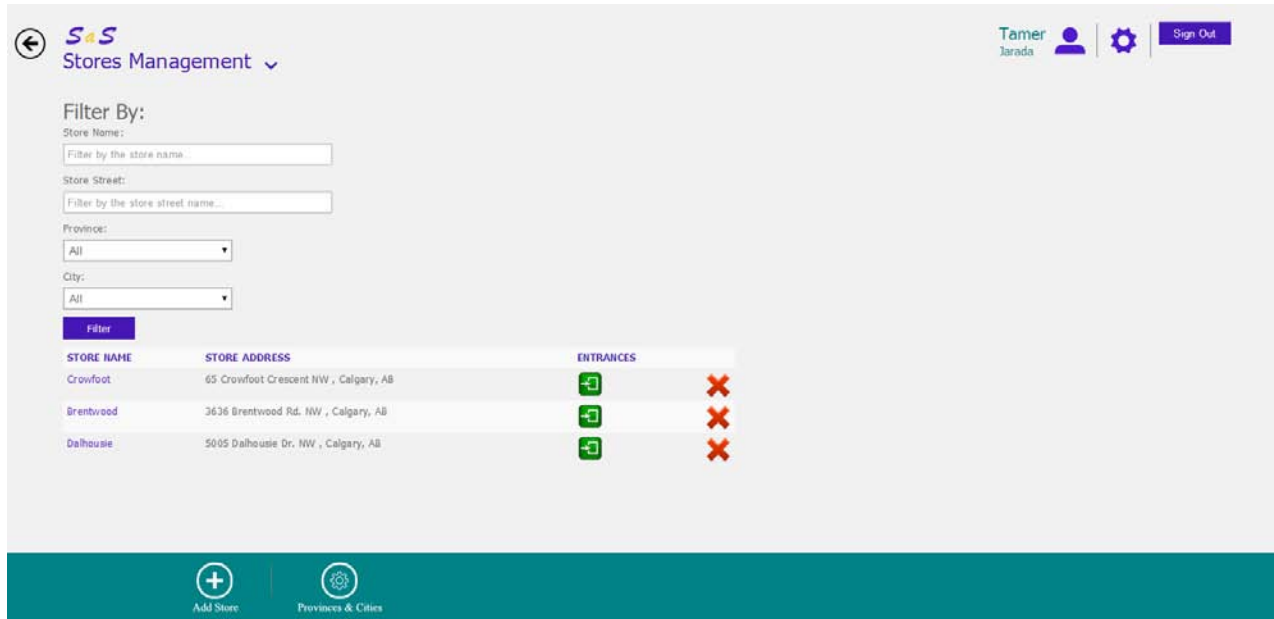 SaS
Stores Management
Tamer
Jarada
Sign Out
Filter By:
Store Name:
Filter by the store name...
Store Street:
Filter by the store street name...
Province:
All
City:
All
Filter
STORE NAME STORE ADDRESS ENTRANCES
Crowfoot 65 Crowfoot Crescent NW , Calgary, AB
Brentwood 3636 Brentwood Rd. NW , Calgary, AB
Dalhousie 5005 Dalhousie Dr. NW , Calgary, AB
Add Store Provinces & Cities